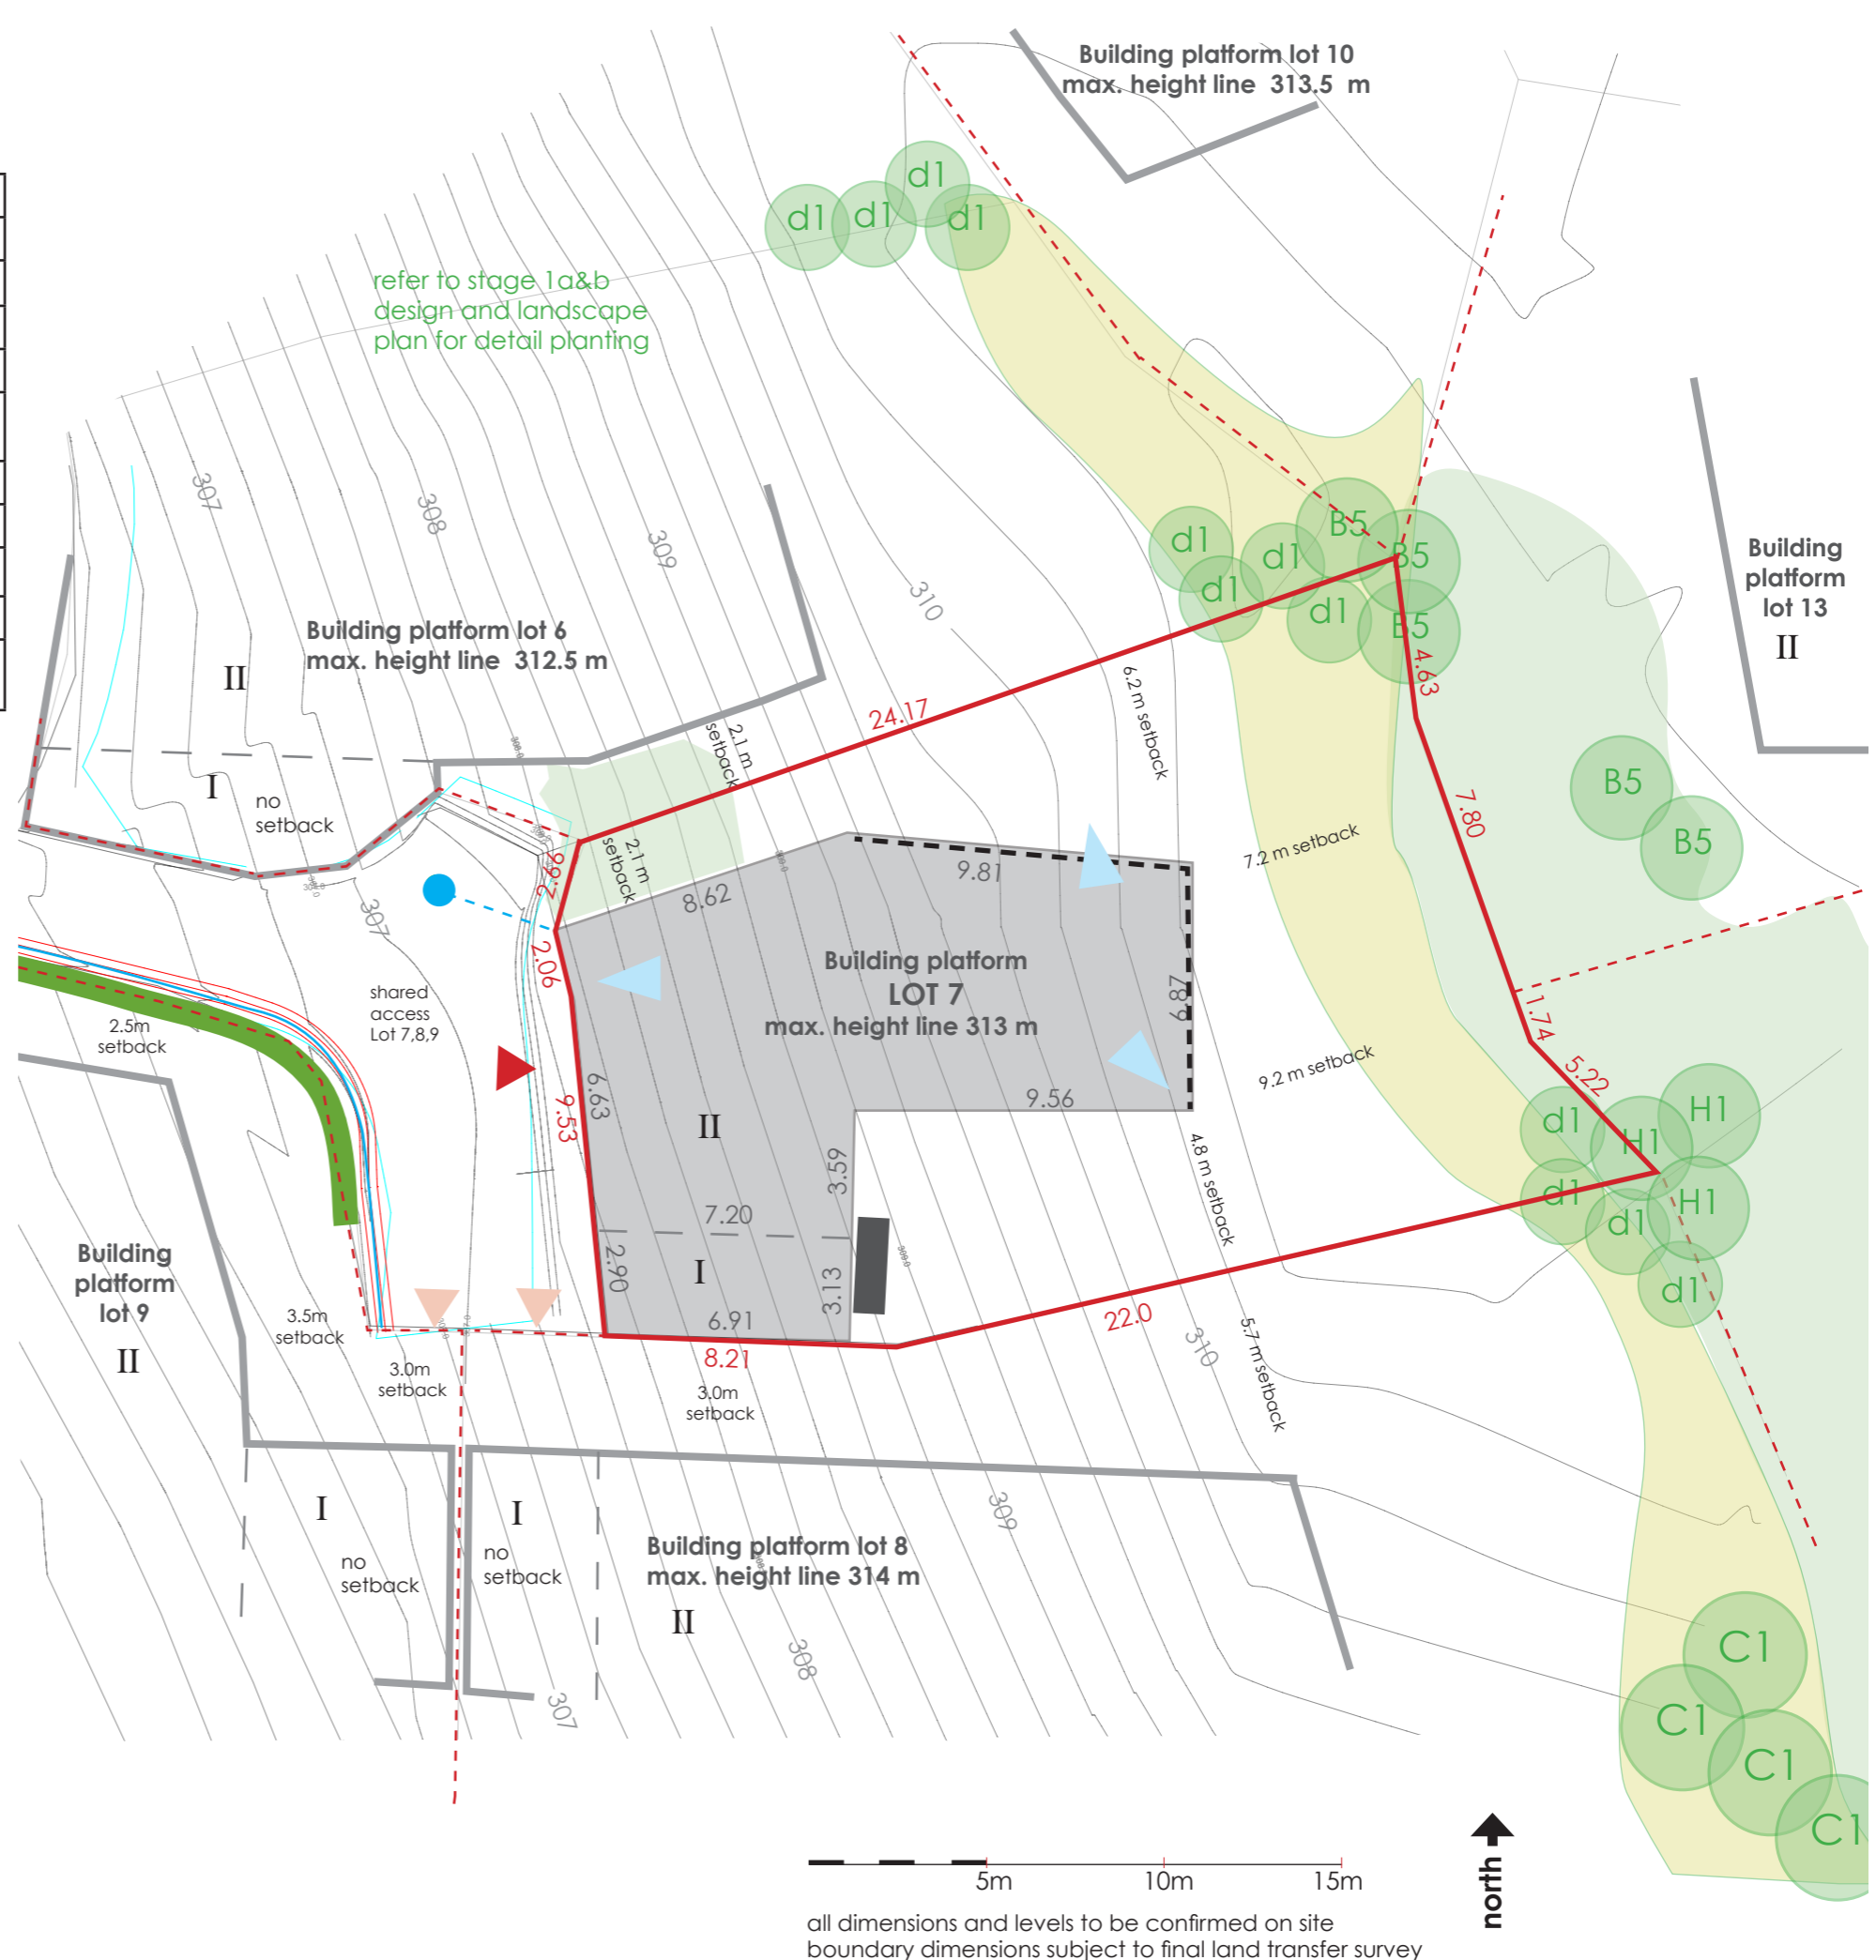 Building platform lot 10
max. height line 313.5 m
d1
d1
d1
d1
refer to stage 1a&b
design and landscape
plan for detail planting
307
308
309
310
B5
B5
B5
d1
d1
d1
d1
Building
platform
lot 13
II
Building platform lot 6
max. height line 312.5 m
II
I
no
setback
2.1 m
setback
24.17
6.2 m setback
4.63
7.80
B5
B5
2.1 m
setback
7.2 m setback
2.67
8.62
9.81
2.06
307
Building platform
LOT 7
max. height line 313 m
6.87
shared
access
Lot 7,8,9
2.5m
setback
1.74
5.22
9.2 m setback
6.63
9.53
9.56
II
3.59
4.8 m setback
d1
H1
H1
d1
d1
H1
d1
7.20
2.90
I
3.13
6.91
8.21
22.0
310
5.7 m setback
Building
platform
lot 9
II
3.5m
setback
3.0m
setback
3.0m
setback
I
no
setback
I
no
setback
309
Building platform lot 8
max. height line 314 m
II
308
307
C1
C1
C1
C1
5m
10m
15m
north
all dimensions and levels to be confirmed on site
boundary dimensions subject to final land transfer survey